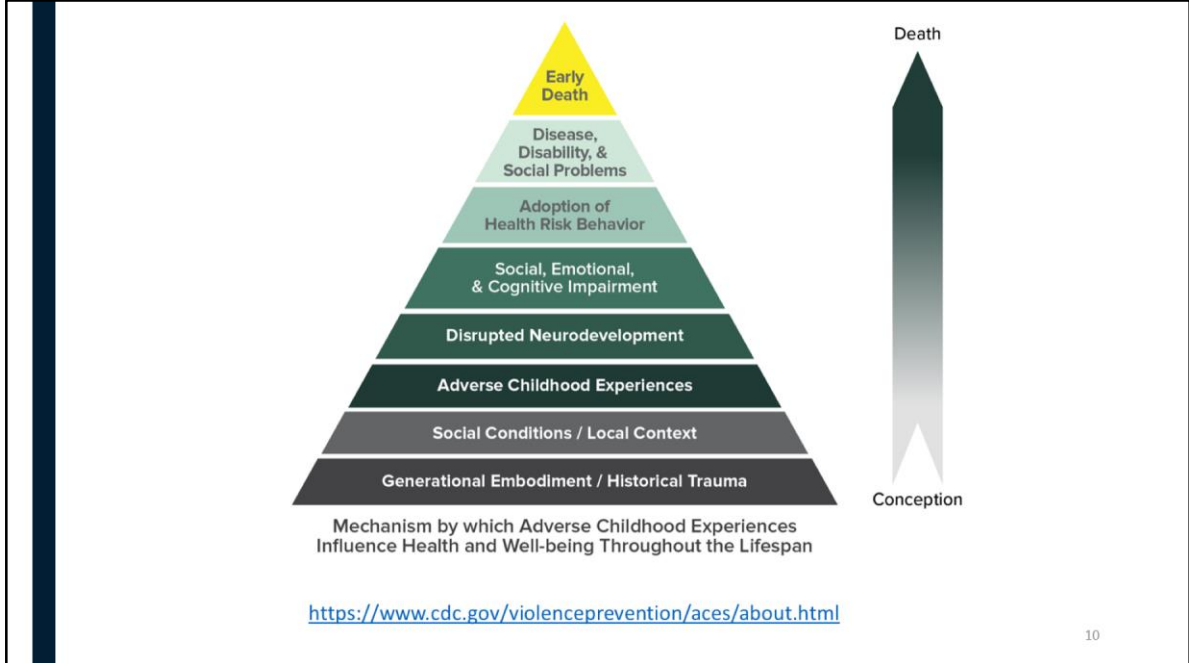 Death
Early
Death
Disease,
Disability, &
Social Problems
Adoption of
Health Risk Behavior
Social, Emotional,
& Cognitive Impairment
Disrupted Neurodevelopment
Adverse Childhood Experiences
Social Conditions / Local Context
Generational Embodiment / Historical Trauma
Conception
Mechanism by which Adverse Childhood Experiences
Influence Health and Well-being Throughout the Lifespan
https://www.cdc.gov/violenceprevention/aces/about.html
10